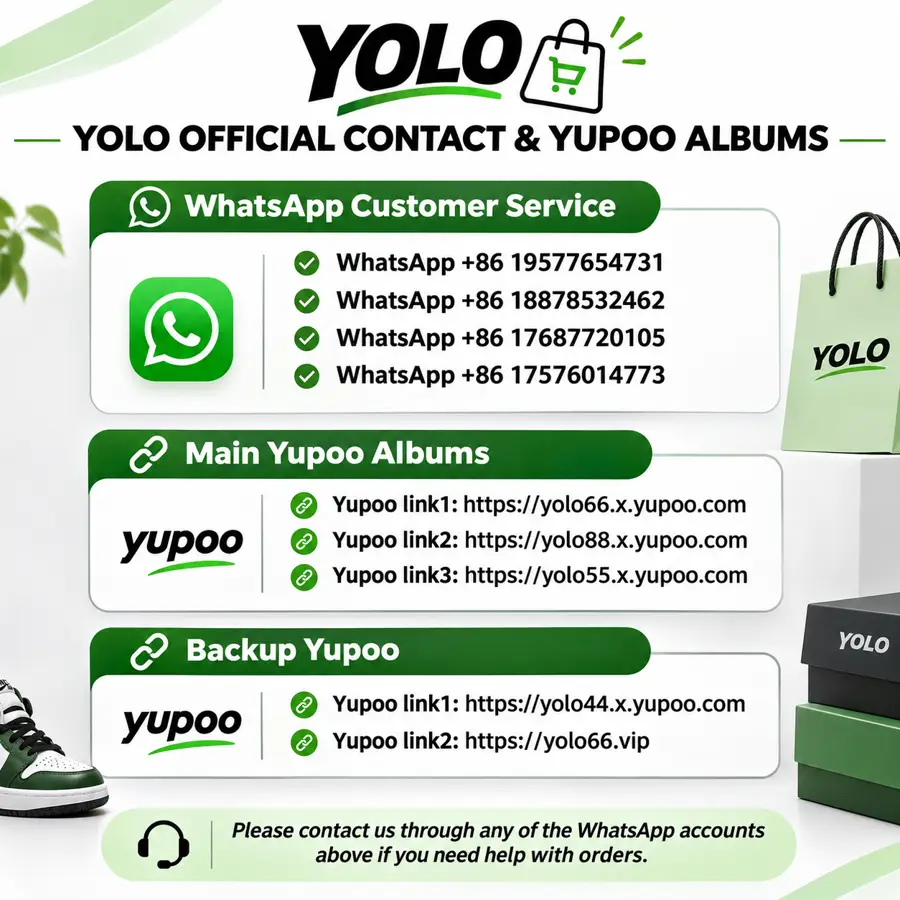 YOLO
YOLO OFFICIAL CONTACT & YUPOO ALBUMS
WhatsApp Customer Service
WhatsApp +86 19577654731
WhatsApp +86 18878532462
WhatsApp +86 17687720105
WhatsApp +86 17576014773
YOLO
Main Yupoo Albums
yupoo
Yupoo link1: https://yolo66.x.yupoo.com
Yupoo link2: https://yolo88.x.yupoo.com
Yupoo link3: https://yolo55.x.yupoo.com
YOLO
Backup Yupoo
yupoo
Yupoo link1: https://yolo44.x.yupoo.com
Yupoo link2: https://yolo66.vip
Please contact us through any of the WhatsApp accounts
above if you need help with orders.